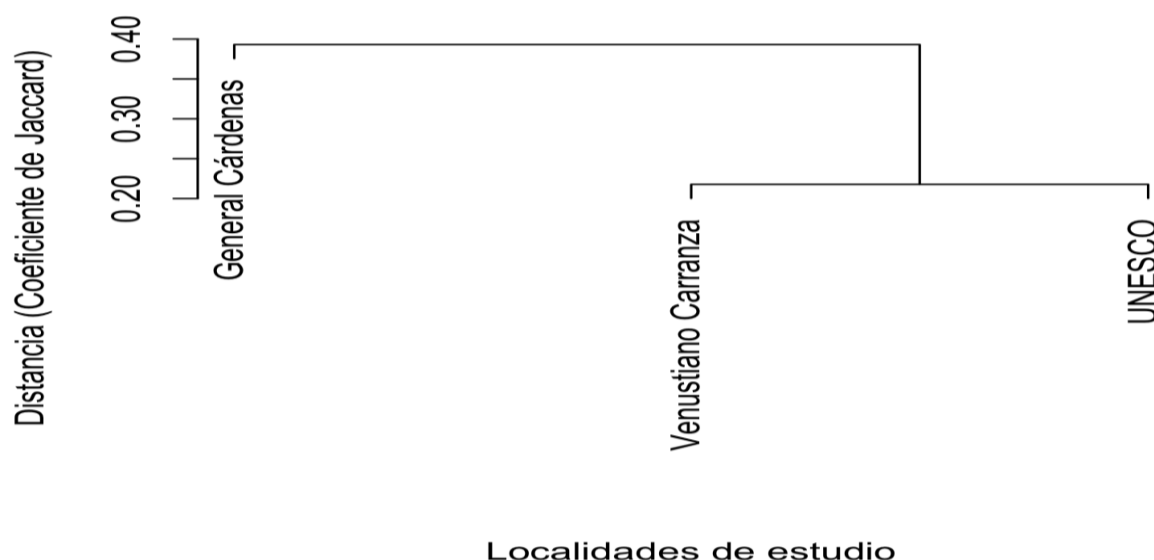 Distancia (Coeficiente de Jaccard)
0.40
0.30
0.20
General Cárdenas
Venustiano Carranza
UNESCO
Localidades de estudio